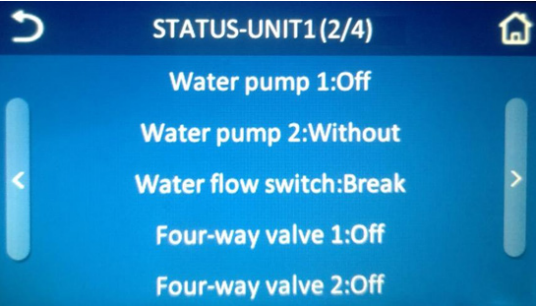 STATUS-UNIT1(2/4)
Water pump 1:Off
Water pump 2:Without
Water flow switch:Break
Four-way valve 1:Off
Four-way valve 2:Off